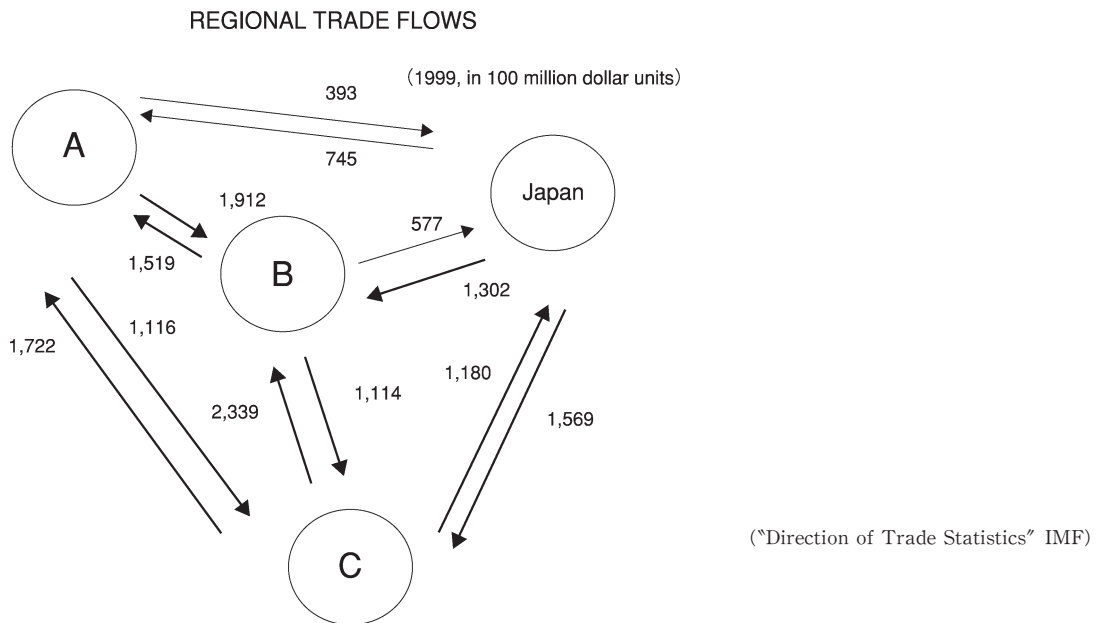 REGIONAL TRADE FLOWS
(1999, in 100 million dollar units)
393
A
745
Japan
1,912
577
1,519
B
1,302
1,116
1,722
1,180
1,114
2,339
1,569
("Direction of Trade Statistics" IMF)
C